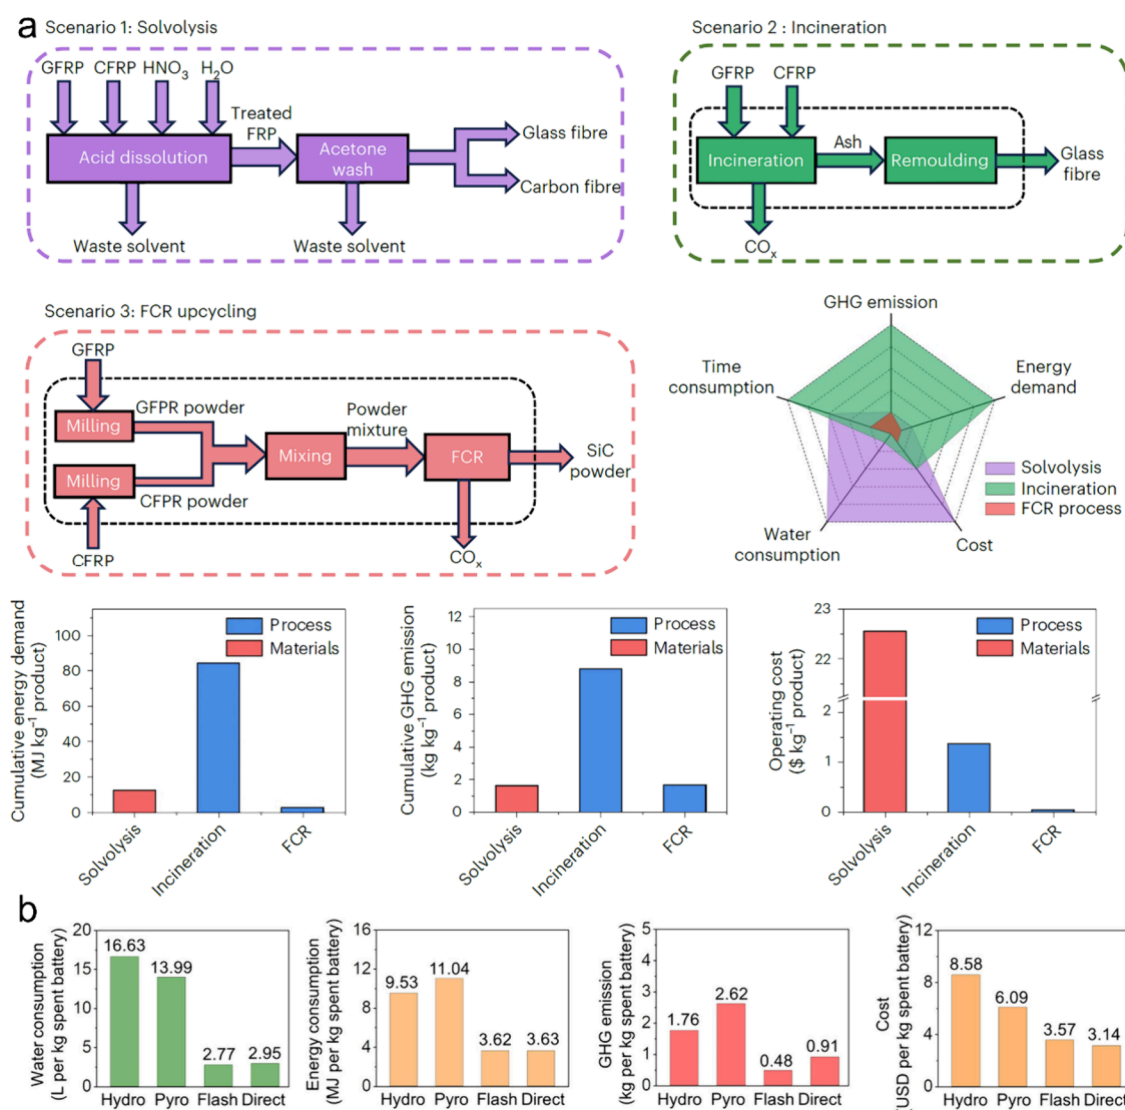 a
Scenario 1: Solvolysis
GFRP CFRP HNO3 H2O
Treated
FRP
Acid dissolution
Acetone
wash
Glass fibre
Carbon fibre
Waste solvent
Waste solvent
Scenario 2 : Incineration
GFRP CFRP
Incineration
Ash
Remoulding
Glass
fibre
COx
Scenario 3: FCR upcycling
GFRP
Milling
GFPR powder
Milling
CFPR powder
CFRP
Mixing
Powder
mixture
FCR
SiC
powder
COx
GHG emission
Time
consumption
Energy
demand
Water
consumption
Cost
Solvolysis
Incineration
FCR process
Cumulative energy demand
(MJ kg⁻¹ product)
100
80
60
40
20
0
Process
Materials
Solvolysis
Incineration
FCR
Cumulative GHG emission
(kg kg⁻¹ product)
12
10
8
6
4
2
0
Process
Materials
Solvolysis
Incineration
FCR
Operating cost
($ kg⁻¹ product)
23
22
2
1
0
Process
Materials
Solvolysis
Incineration
FCR
b
Water consumption
(L per kg spent battery)
20
15
10
5
0
16.63
13.99
2.77
2.95
Hydro Pyro Flash Direct
Energy consumption
(MJ per kg spent battery)
16
12
8
4
0
9.53
11.04
3.62
3.63
Hydro Pyro Flash Direct
GHG emission
(kg per kg spent battery)
5
4
3
2
1
0
1.76
2.62
0.48
0.91
Hydro Pyro Flash Direct
Cost
(USD per kg spent battery)
12
8
4
0
8.58
6.09
3.57
3.14
Hydro Pyro Flash Direct